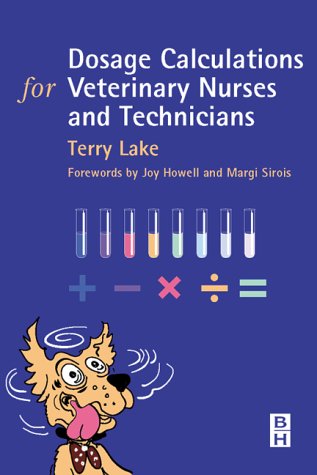 Dosage Calculations
for Veterinary Nurses
and Technicians
Terry Lake
Forewords by Joy Howell and Margi Sirois
+ − × ÷ =
B
H